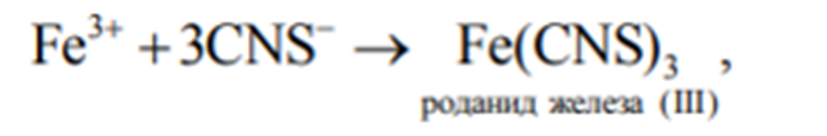 Fe³⁺ + 3CNS⁻ → Fe(CNS)₃ ,
роданид железа (III)